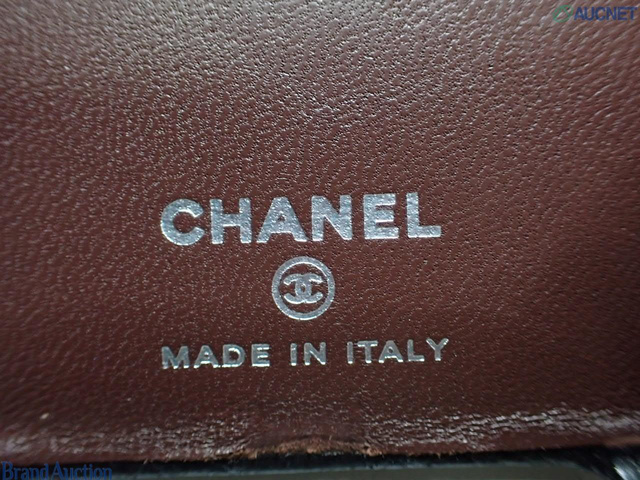 AUCNET
CHANEL
MADE IN ITALY
Brand Auction